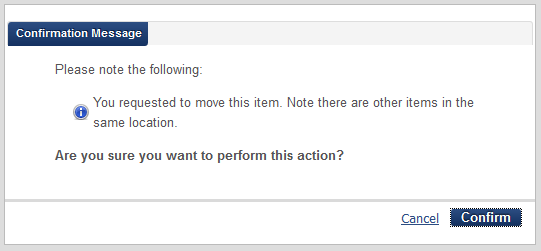 Confirmation Message
Please note the following:
You requested to move this item. Note there are other items in the
same location.
Are you sure you want to perform this action?
Cancel
Confirm